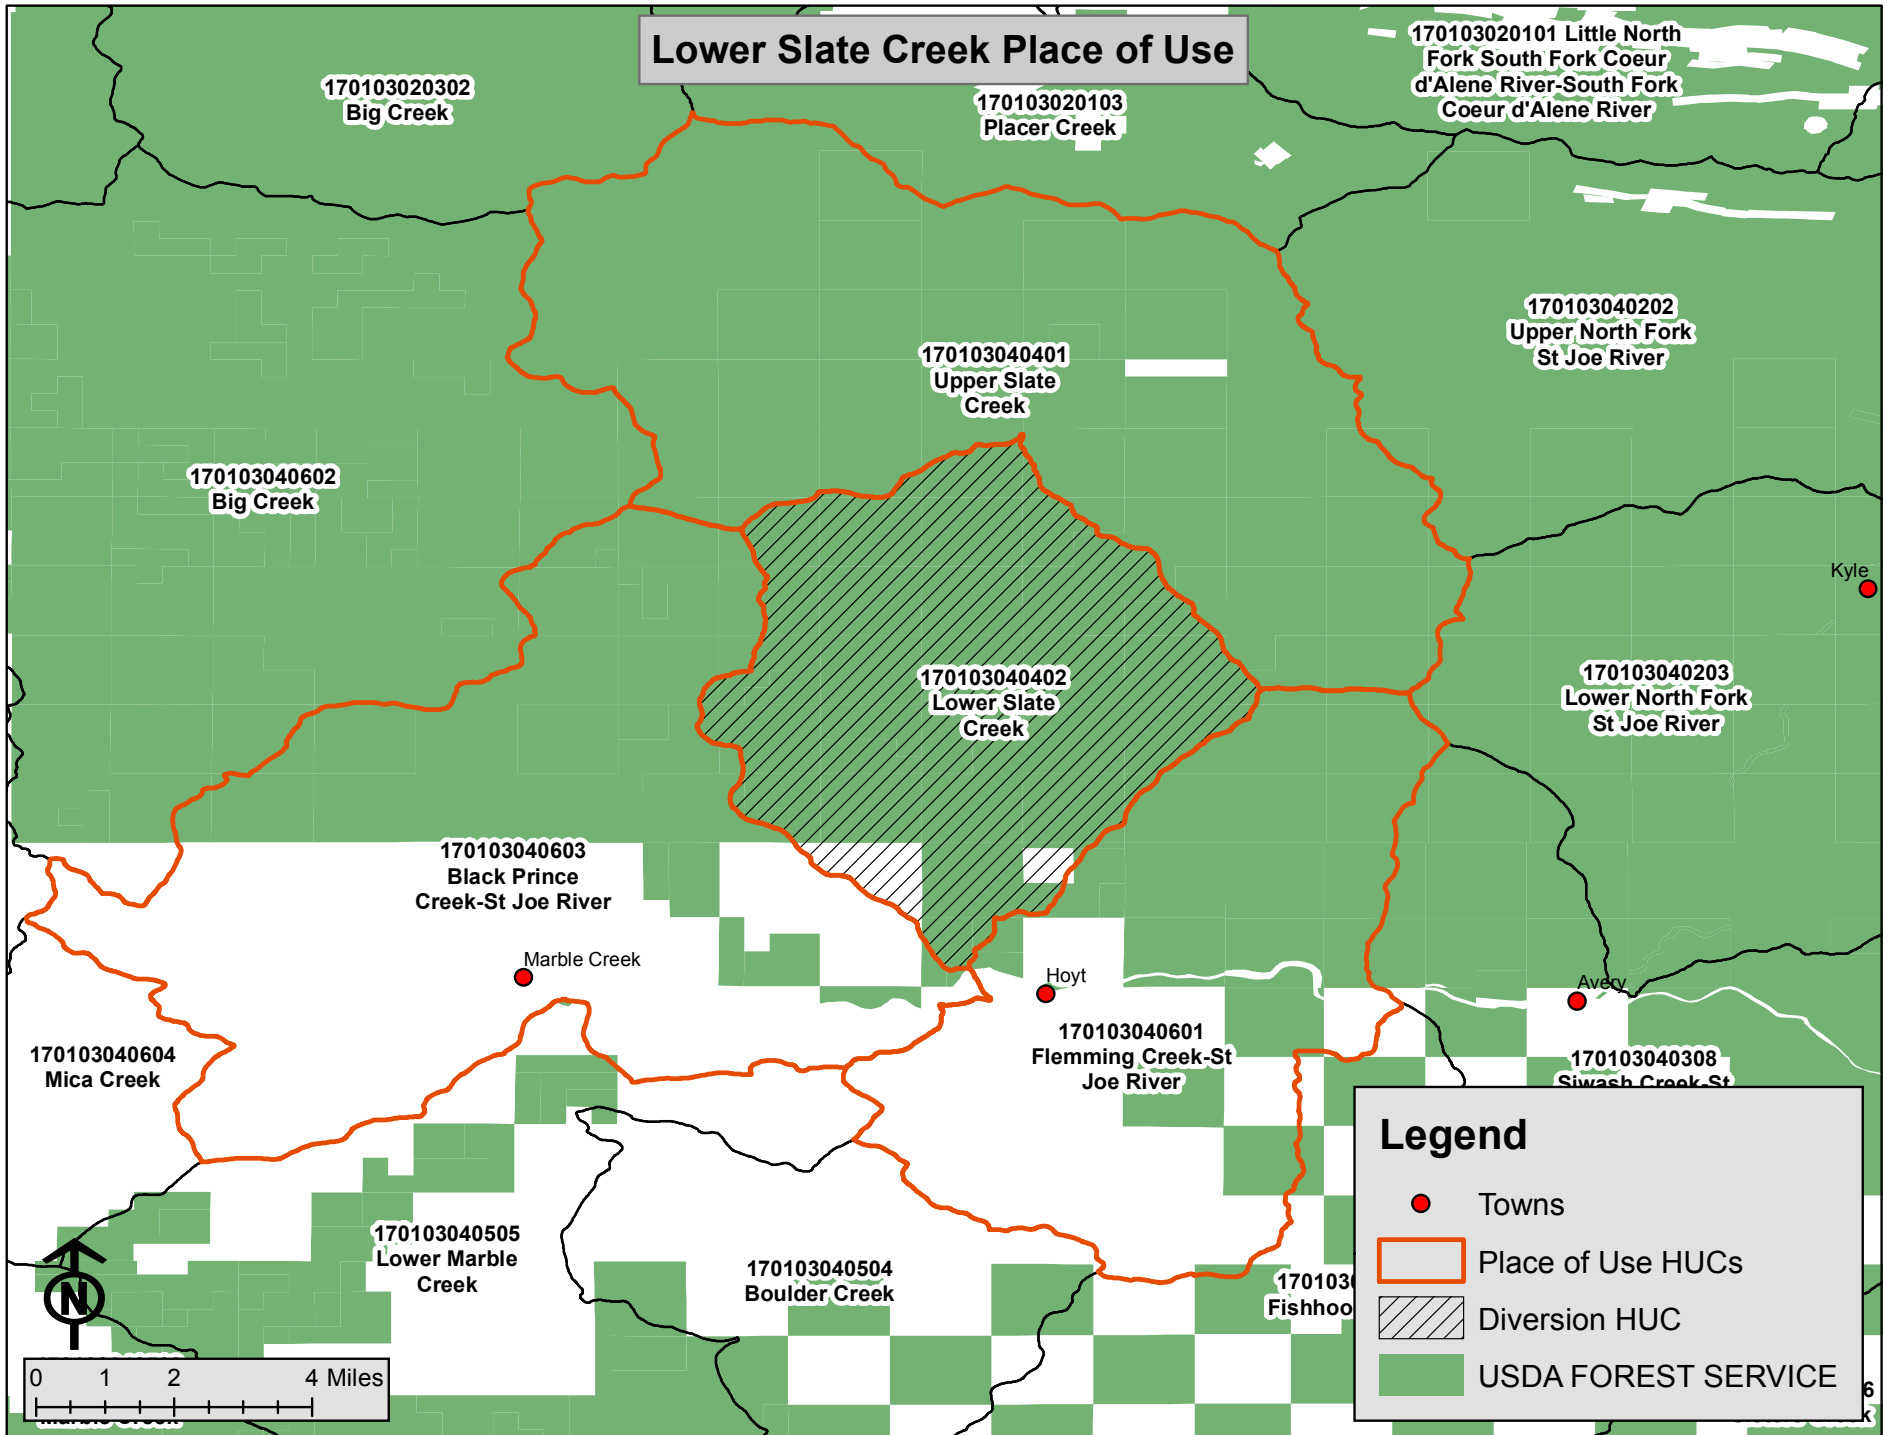 Lower Slate Creek Place of Use
170103020101 Little North
Fork South Fork Coeur
d'Alene River-South Fork
Coeur d'Alene River
170103020302
Big Creek
170103020103
Placer Creek
170103040202
Upper North Fork
St Joe River
170103040401
Upper Slate
Creek
170103040602
Big Creek
Kyle
170103040402
Lower Slate
Creek
170103040203
Lower North Fork
St Joe River
170103040603
Black Prince
Creek-St Joe River
Marble Creek
Hoyt
Avery
170103040604
Mica Creek
170103040601
Flemming Creek-St
Joe River
170103040308
Siwash Creek-St
170103040505
Lower Marble
Creek
170103040504
Boulder Creek
Legend
Towns
Place of Use HUCs
Diversion HUC
USDA FOREST SERVICE
N
0 1 2 4 Miles